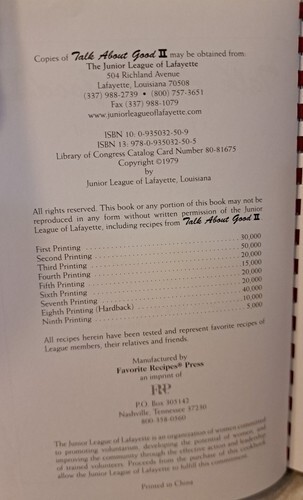 Copies of Talk About Good II may be obtained from:
The Junior League of Lafayette
504 Richland Avenue
Lafayette, Louisiana 70508
(337) 988-2739 • (800) 757-3651
Fax (337) 988-1079
www.juniorleagueoflafayette.com
ISBN 10: 0-935032-50-9
ISBN 13: 978-0-935032-50-5
Library of Congress Catalog Card Number 80-81675
Copyright ©1979
by
Junior League of Lafayette, Louisiana
All rights reserved. This book or any portion of this book may not be
reproduced in any form without written permission of the Junior
League of Lafayette, including recipes from Talk About Good II.
First Printing 30,000
Second Printing 50,000
Third Printing 20,000
Fourth Printing 15,000
Fifth Printing 20,000
Sixth Printing 20,000
Seventh Printing 40,000
Eighth Printing (Hardback) 10,000
Ninth Printing 5,000
All recipes herein have been tested and represent favorite recipes of
League members, their relatives and friends.
Manufactured by
Favorite Recipes® Press
an imprint of
FRP
P.O. Box 305142
Nashville, Tennessee 37230
800-358-0560
The Junior League of Lafayette is an organization of women committed
to promoting voluntarism, developing the potential of women, and
improving the community through the effective action and leadership
of trained volunteers. Proceeds from the purchase of this cookbook
allow the Junior League of Lafayette to fulfill this commitment.
Printed in China